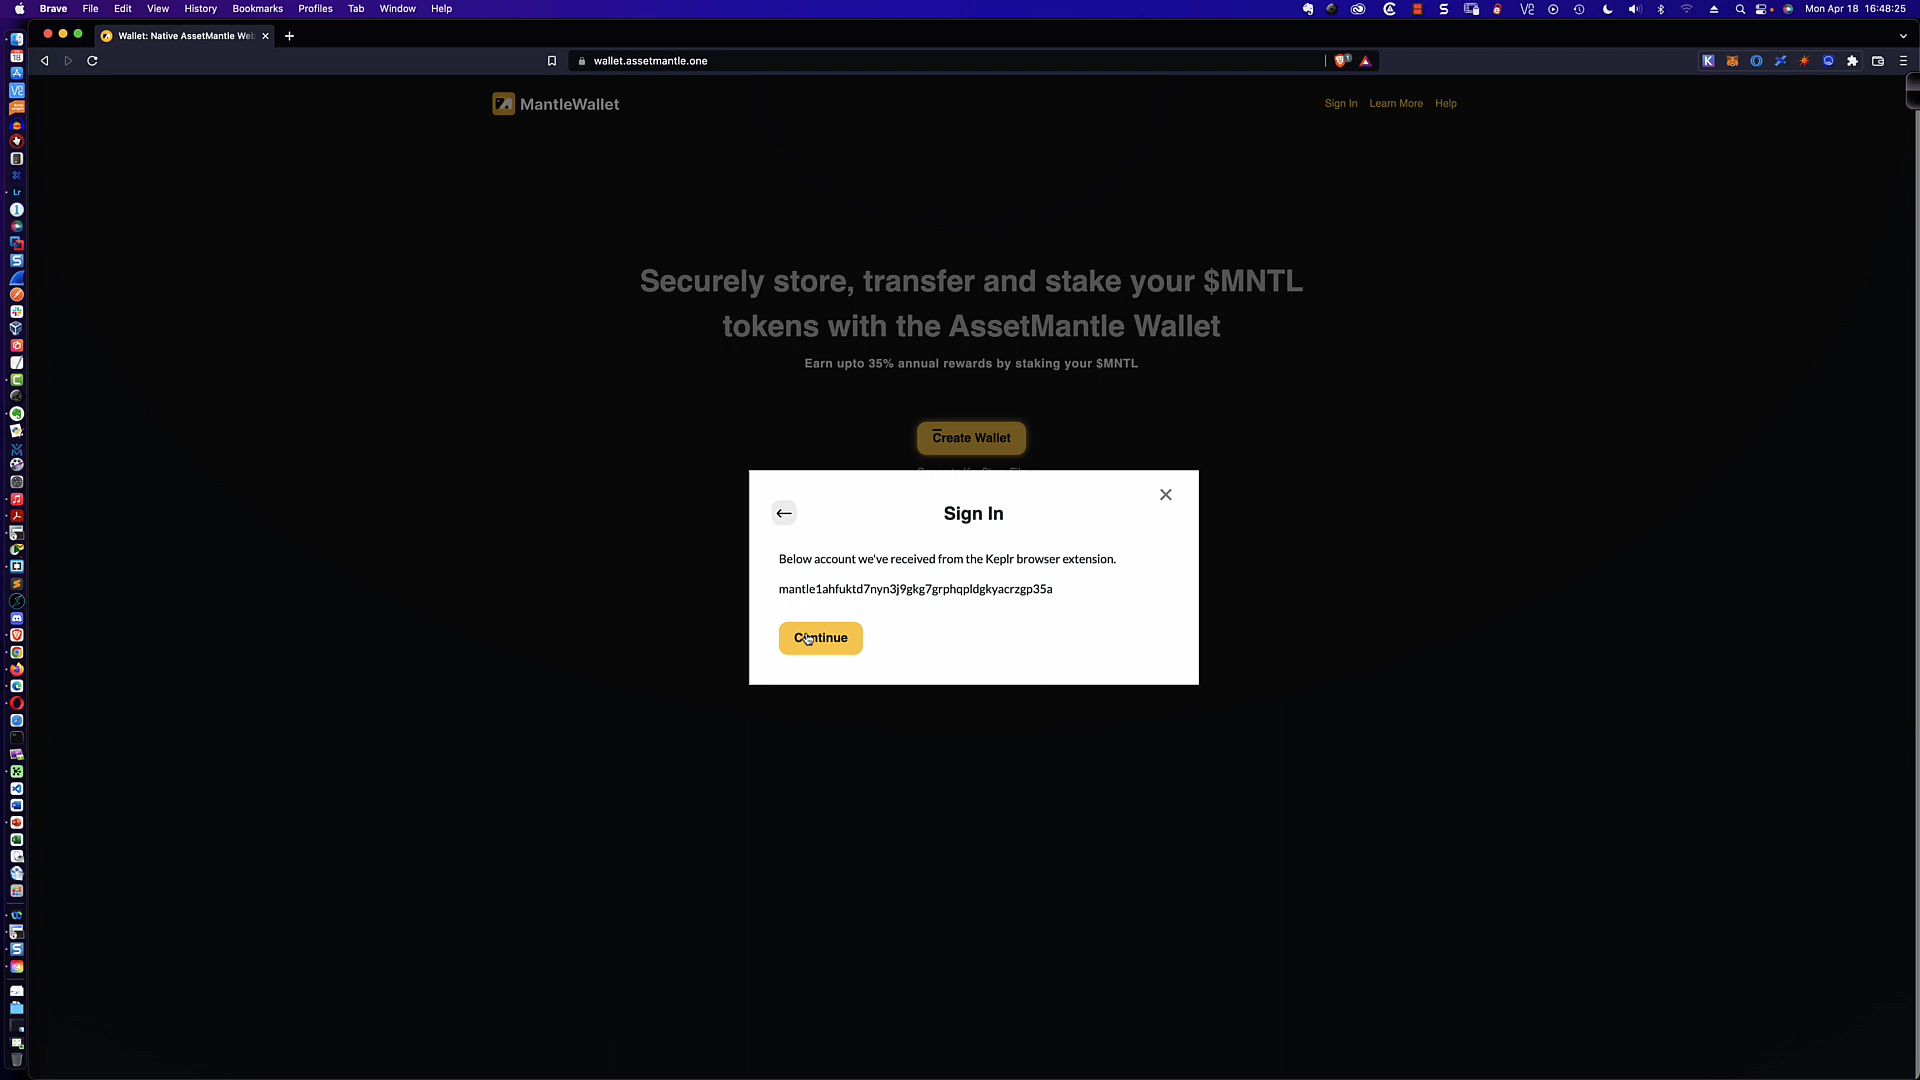 Brave File Edit View History Bookmarks Profiles Tab Window Help
Mon Apr 18 16:48:25
Wallet: Native AssetMantle Wel
wallet.assetmantle.one
MantleWallet
Sign In Learn More Help
Securely store, transfer and stake your $MNTL
tokens with the AssetMantle Wallet
Earn upto 35% annual rewards by staking your $MNTL
Create Wallet
Sign In
Below account we've received from the Keplr browser extension.
mantle1ahfuktd7nyn3j9gkg7grphqpldgkyacrzgp35a
Continue